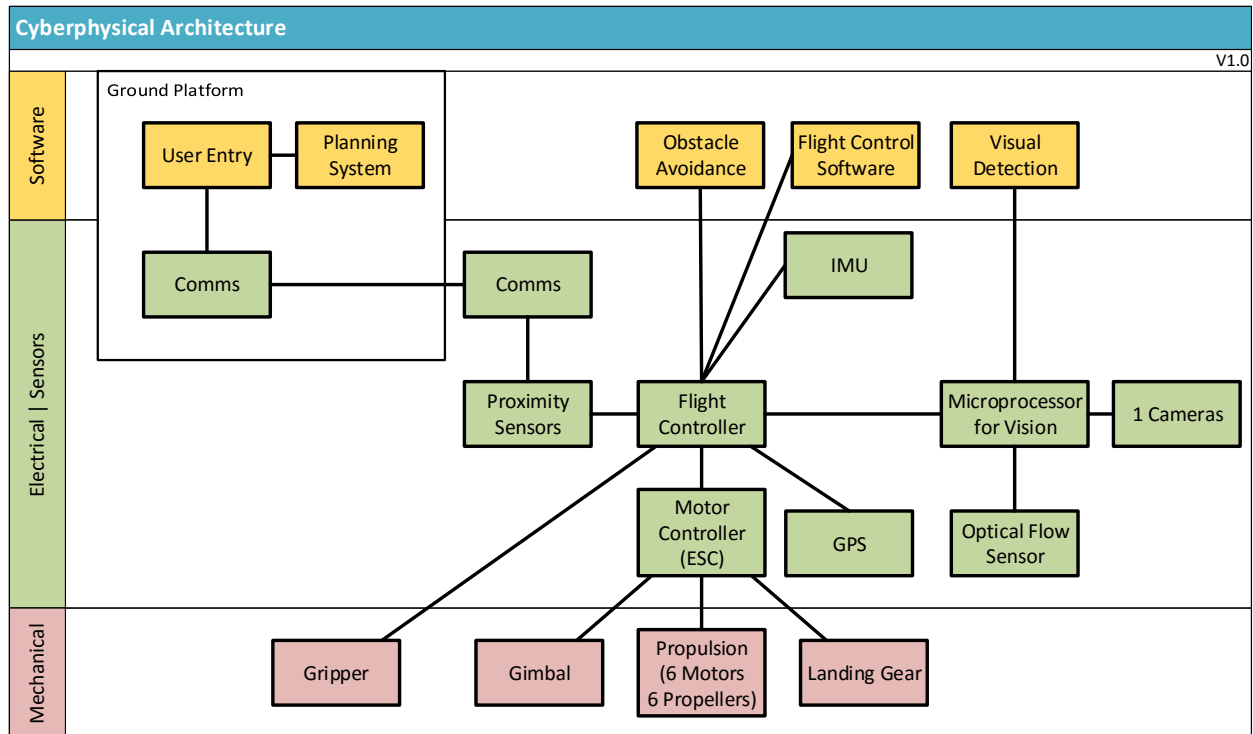 Cyberphysical Architecture
V1.0
Software
Ground Platform
User Entry
Planning
System
Obstacle
Avoidance
Flight Control
Software
Visual
Detection
Electrical | Sensors
Comms
Comms
IMU
Proximity
Sensors
Flight
Controller
Microprocessor
for Vision
1 Cameras
Motor
Controller
(ESC)
GPS
Optical Flow
Sensor
Mechanical
Gripper
Gimbal
Propulsion
(6 Motors
6 Propellers)
Landing Gear